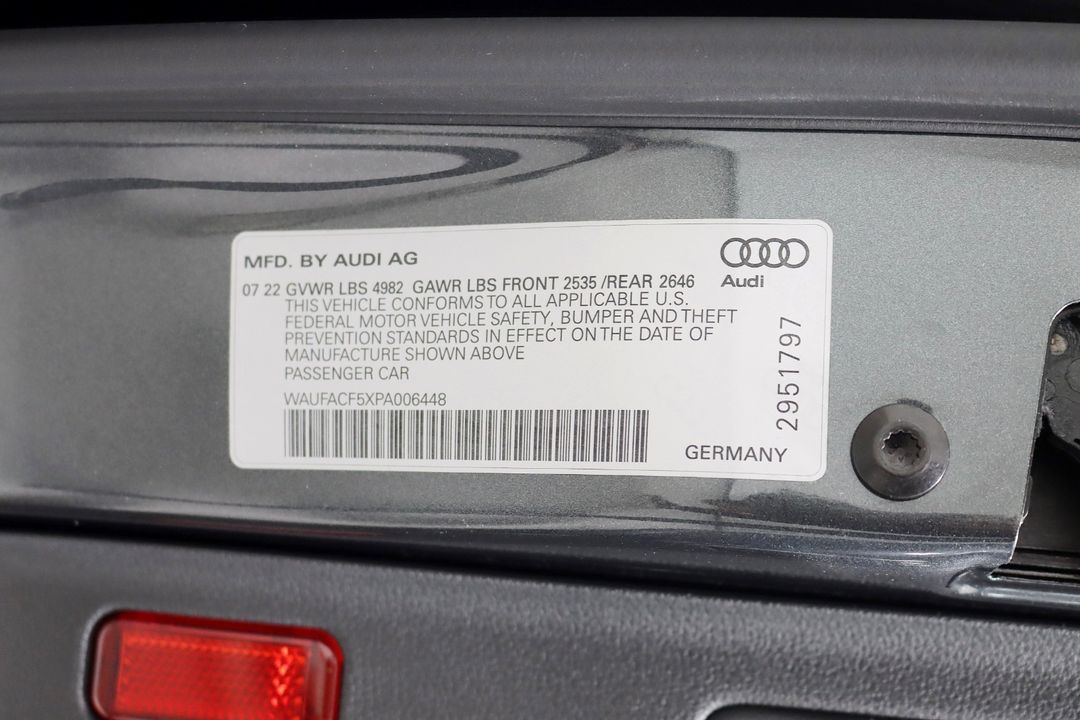 MFD. BY AUDI AG
Audi
07 22 GVWR LBS 4982 GAWR LBS FRONT 2535 /REAR 2646
THIS VEHICLE CONFORMS TO ALL APPLICABLE U.S.
FEDERAL MOTOR VEHICLE SAFETY, BUMPER AND THEFT
PREVENTION STANDARDS IN EFFECT ON THE DATE OF
MANUFACTURE SHOWN ABOVE
PASSENGER CAR
WAUFACF5XPA006448
2951797
GERMANY